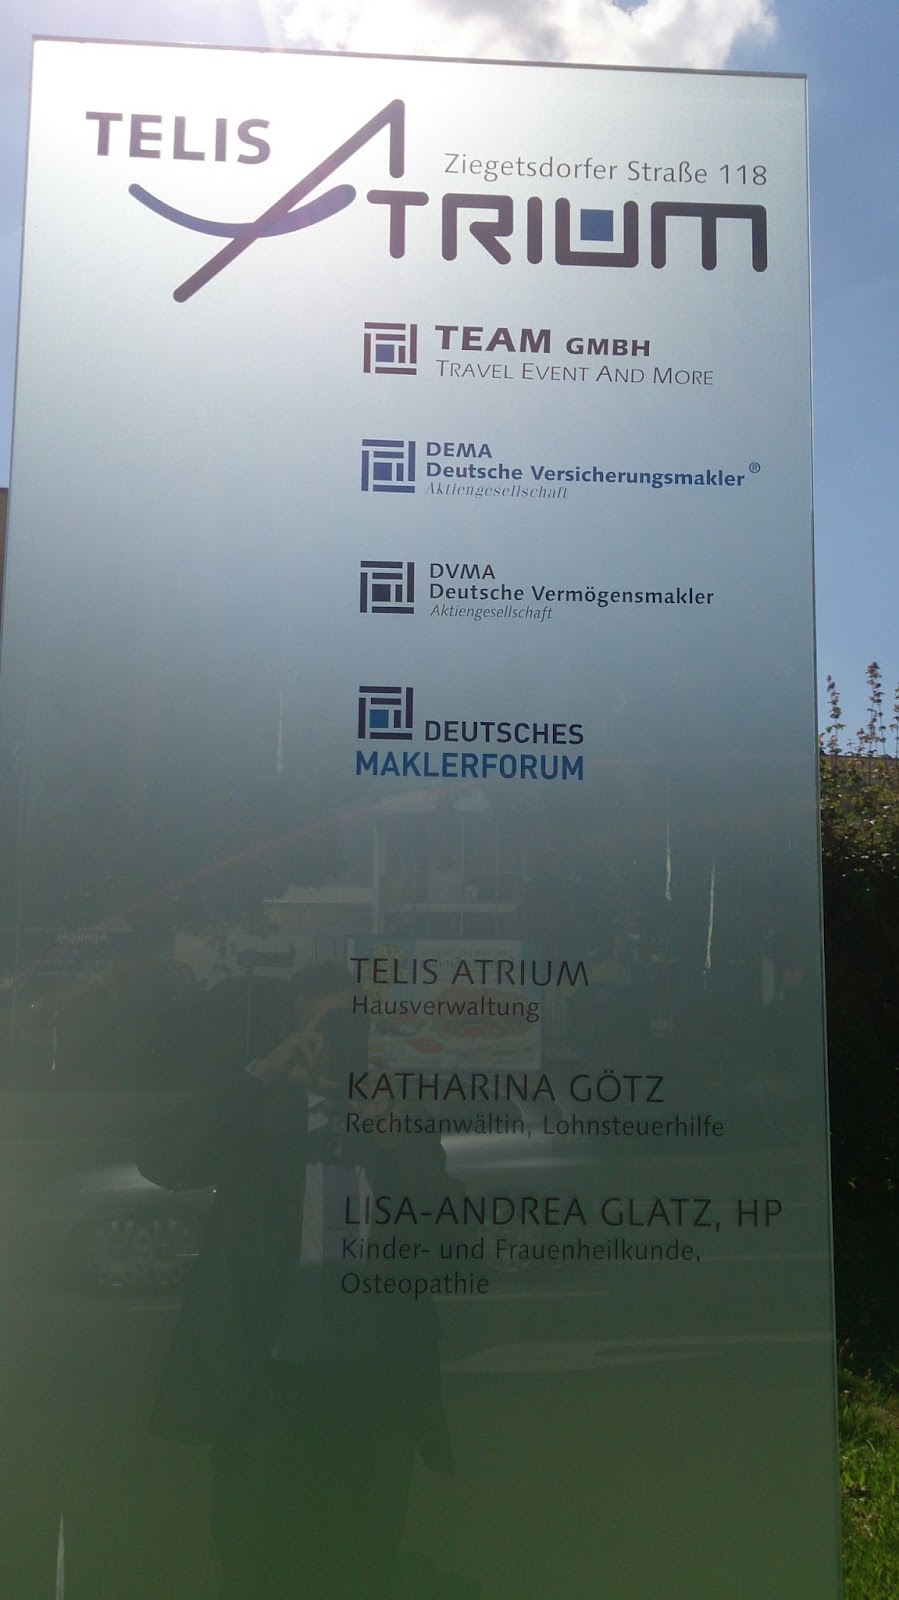 TELIS
Ziegetsdorfer Straße 118
ATRIUM
TEAM GMBH
TRAVEL EVENT AND MORE
DEMA
Deutsche Versicherungsmakler®
Aktiengesellschaft
DVMA
Deutsche Vermögensmakler
Aktiengesellschaft
DEUTSCHES
MAKLERFORUM
TELIS ATRIUM
Hausverwaltung
KATHARINA GÖTZ
Rechtsanwältin, Lohnsteuerhilfe
LISA-ANDREA GLATZ, HP
Kinder- und Frauenheilkunde,
Osteopathie